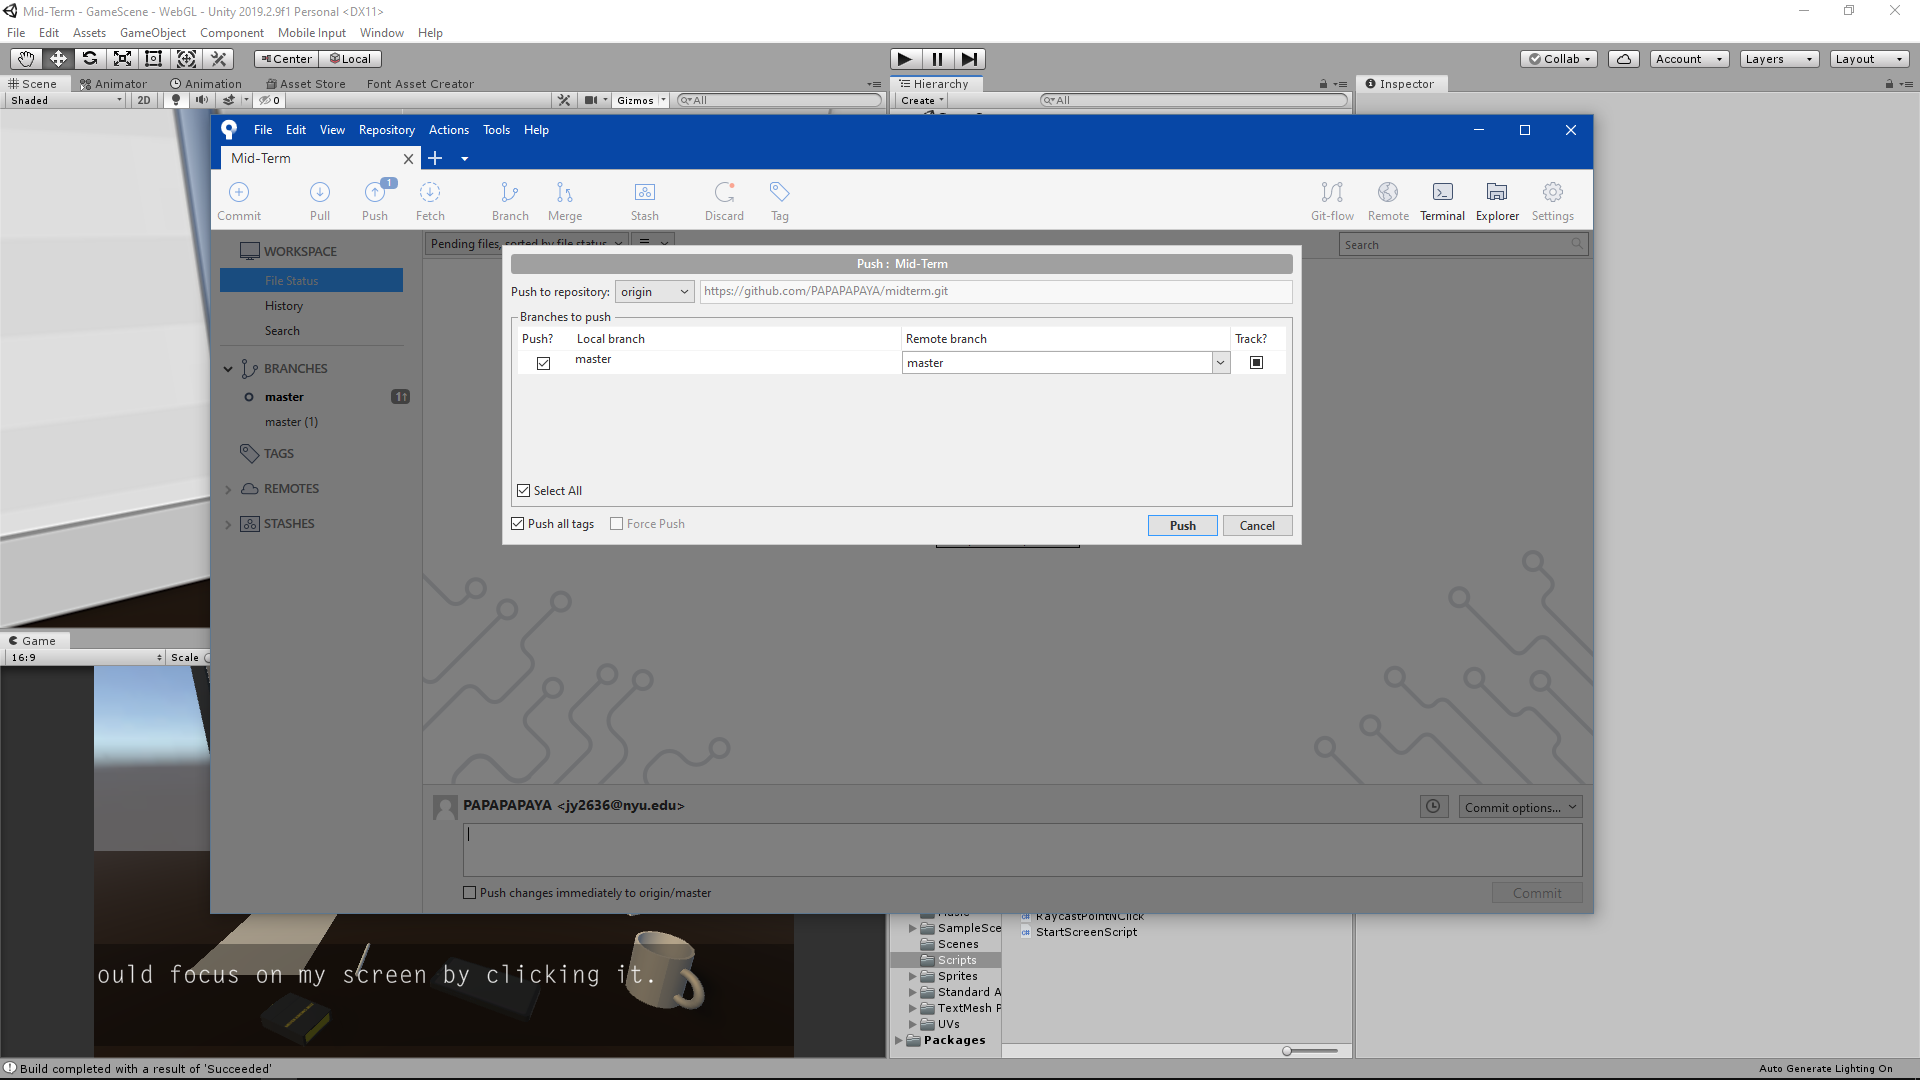 Mid-Term - GameScene - WebGL - Unity 2019.2.9f1 Personal <DX11>
File Edit Assets GameObject Component Mobile Input Window Help
Center Local
Collab Account Layers Layout
Scene Animator Animation Asset Store Font Asset Creator
Hierarchy
Inspector
Shaded 2D 0 Gizmos All
Create All
File Edit View Repository Actions Tools Help
Mid-Term
1
Commit Pull Push Fetch Branch Merge Stash Discard Tag
Git-flow Remote Terminal Explorer Settings
WORKSPACE
File Status
History
Search
BRANCHES
master 1↑
master (1)
TAGS
REMOTES
STASHES
Pending files, sorted by file status
Search
Push : Mid-Term
Push to repository: origin https://github.com/PAPAPAPAYA/midterm.git
Branches to push
Push? Local branch Remote branch Track?
master master
Select All
Push all tags Force Push
Push Cancel
PAPAPAPAYA <jy2636@nyu.edu>
Commit options...
Push changes immediately to origin/master
Commit
Game
16:9 Scale
ould focus on my screen by clicking it.
Music
SampleSce
Scenes
Scripts
Sprites
Standard A
TextMesh P
UVs
Packages
RaycastPointNClick
StartScreenScript
Build completed with a result of 'Succeeded'
Auto Generate Lighting On